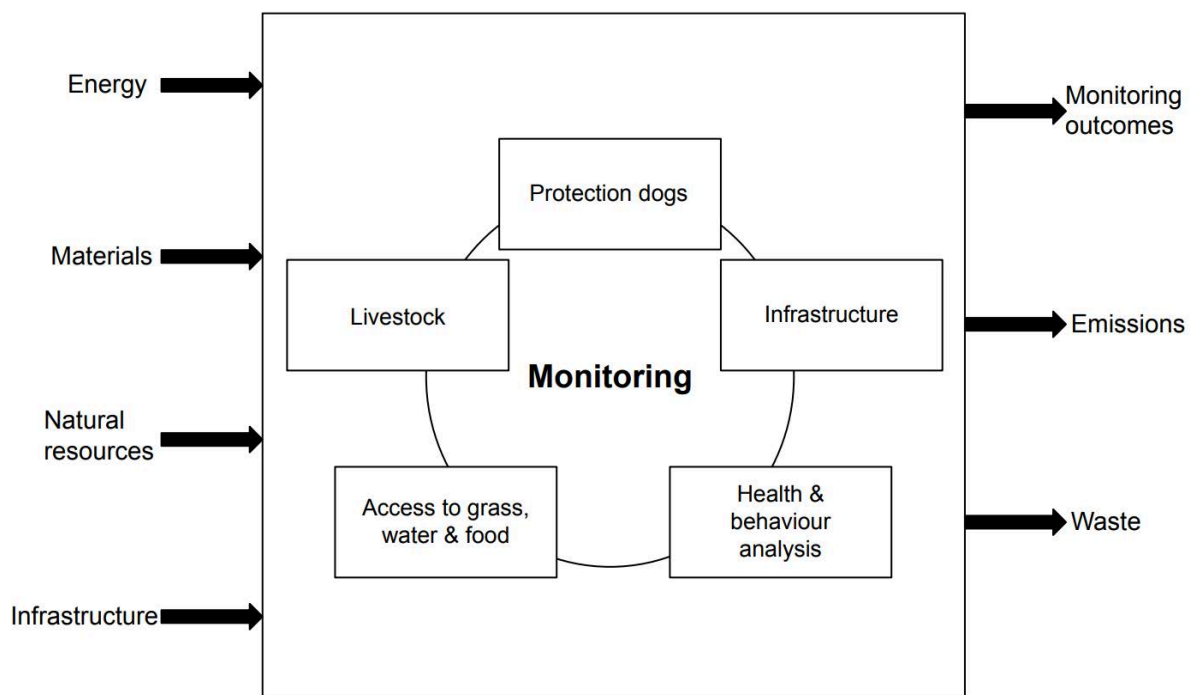 Energy
Materials
Natural
resources
Infrastructure
Protection dogs
Livestock
Infrastructure
Monitoring
Access to grass,
water & food
Health &
behaviour
analysis
Monitoring
outcomes
Emissions
Waste